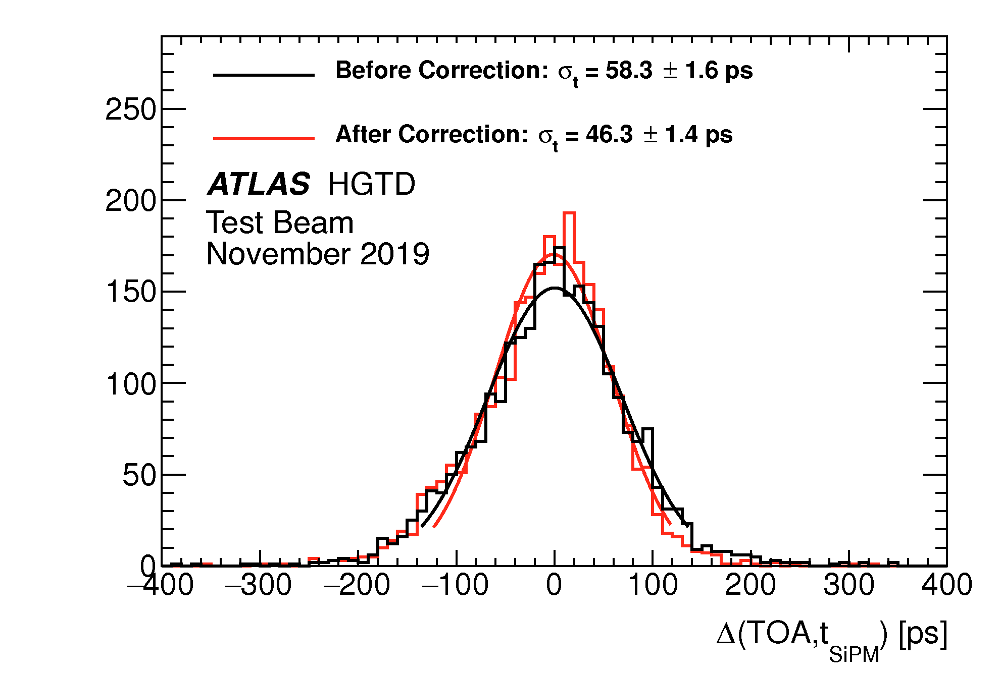 Before Correction: σt = 58.3 ± 1.6 ps
After Correction: σt = 46.3 ± 1.4 ps
ATLAS HGTD
Test Beam
November 2019
250
200
150
100
50
0
−400 −300 −200 −100 0 100 200 300 400
Δ(TOA,tSiPM) [ps]